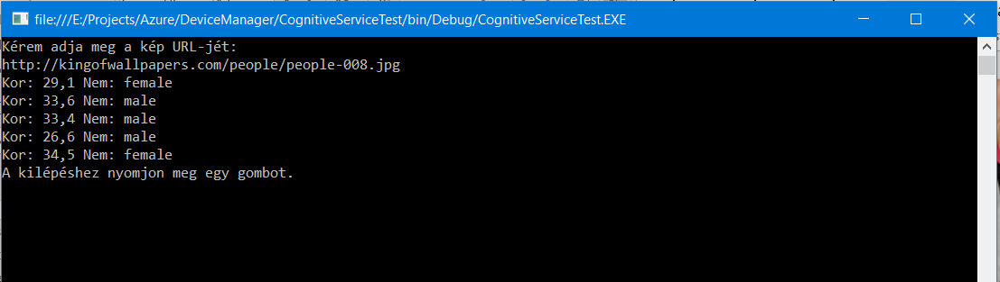 file:///E:/Projects/Azure/DeviceManager/CognitiveServiceTest/bin/Debug/CognitiveServiceTest.EXE
Kérem adja meg a kép URL-jét:
http://kingofwallpapers.com/people/people-008.jpg
Kor: 29,1 Nem: female
Kor: 33,6 Nem: male
Kor: 33,4 Nem: male
Kor: 26,6 Nem: male
Kor: 34,5 Nem: female
A kilépéshez nyomjon meg egy gombot.